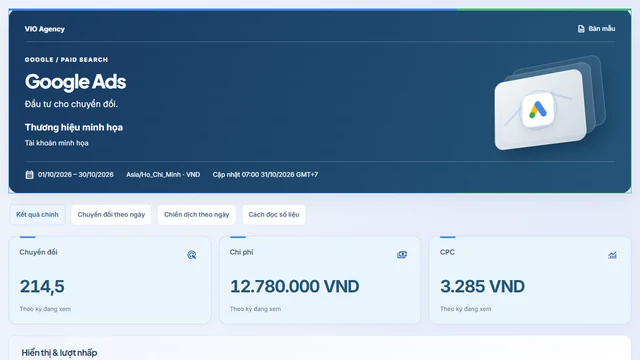 VIO Agency
Bản mẫu
GOOGLE / PAID SEARCH
Google Ads
Đầu tư cho chuyển đổi.
Thương hiệu minh họa
Tài khoản minh họa
01/10/2026 – 30/10/2026 Asia/Ho_Chi_Minh · VND Cập nhật 07:00 31/10/2026 GMT+7
Kết quả chính Chuyển đổi theo ngày Chiến dịch theo ngày Cách đọc số liệu
Chuyển đổi
214,5
Theo kỳ đang xem
Chi phí
12.780.000 VND
Theo kỳ đang xem
CPC
3.285 VND
Theo kỳ đang xem
Hiển thị & lượt nhấp